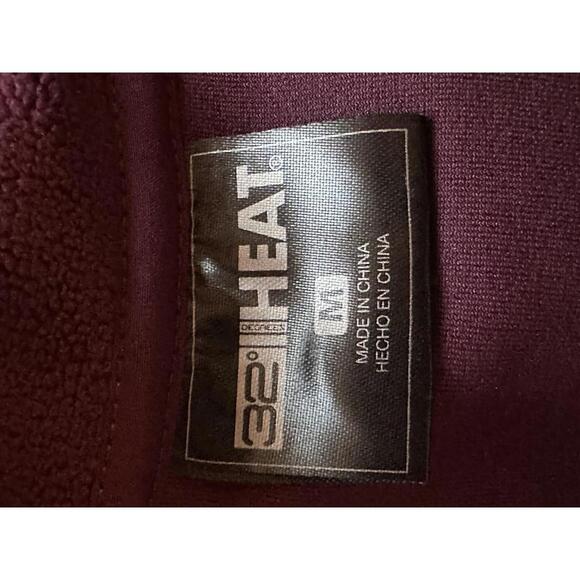 32° DEGREES HEAT®
M
MADE IN CHINA
HECHO EN CHINA